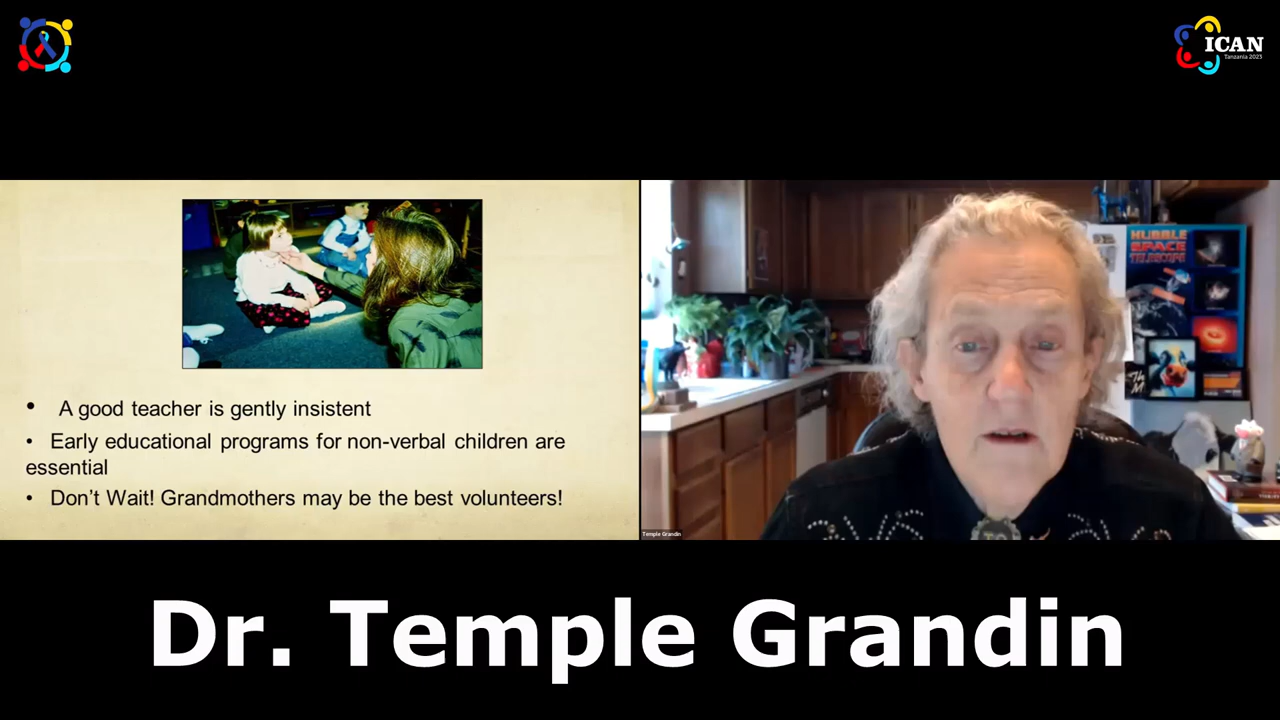 ICAN
Tanzania 2023
HUBBLE
SPACE
TELESCOPE
• A good teacher is gently insistent
• Early educational programs for non-verbal children are
essential
• Don’t Wait! Grandmothers may be the best volunteers!
Temple Grandin
Dr. Temple Grandin